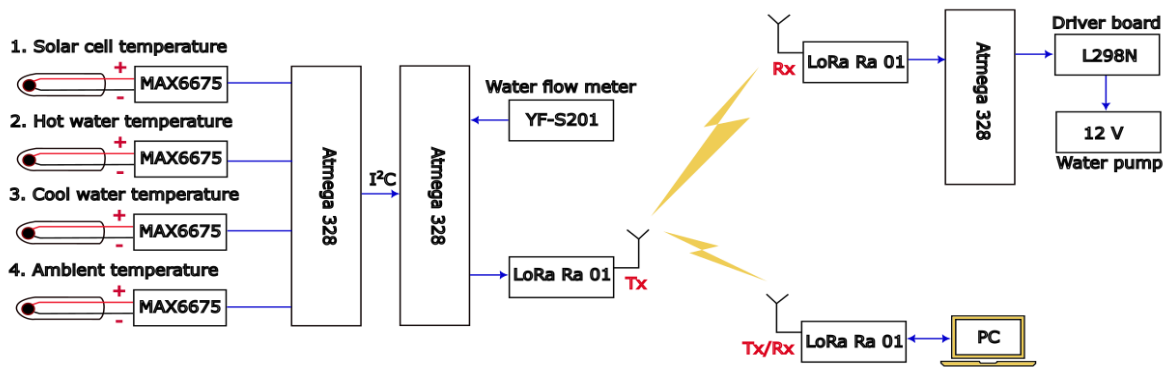 1. Solar cell temperature
+
-
MAX6675
2. Hot water temperature
+
-
MAX6675
3. Cool water temperature
+
-
MAX6675
4. Ambient temperature
+
-
MAX6675
Atmega 328
I²C
Atmega 328
Water flow meter
YF-S201
LoRa Ra 01
Tx
Rx
LoRa Ra 01
Atmega 328
Driver board
L298N
12 V
Water pump
Tx/Rx
LoRa Ra 01
PC